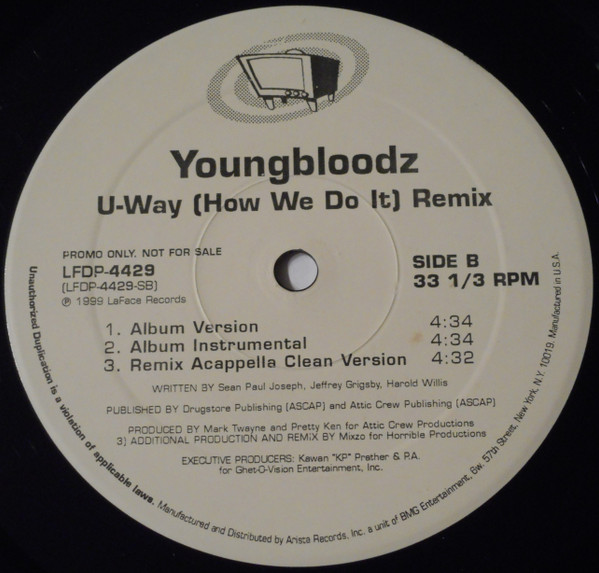 Youngbloodz
U-Way (How We Do It) Remix
PROMO ONLY. NOT FOR SALE
LFDP-4429
(LFDP-4429-SB)
℗ 1999 LaFace Records
SIDE B
33 1/3 RPM
1. Album Version 4:34
2. Album Instrumental 4:34
3. Remix Acappella Clean Version 4:32
WRITTEN BY Sean Paul Joseph, Jeffrey Grigsby, Harold Willis
PUBLISHED BY Drugstore Publishing (ASCAP) and Attic Crew Publishing (ASCAP)
PRODUCED BY Mark Twayne and Pretty Ken for Attic Crew Productions
3) ADDITIONAL PRODUCTION AND REMIX BY Mixzo for Horrible Productions
EXECUTIVE PRODUCERS: Kawan "KP" Prather & P.A.
for Ghet-O-Vision Entertainment, Inc.
Unauthorized Duplication is a violation of applicable laws. Manufactured and Distributed by Arista Records, Inc. a unit of BMG Entertainment, 6w. 57th Street, New York, N.Y. 10019. Manufactured in U.S.A.